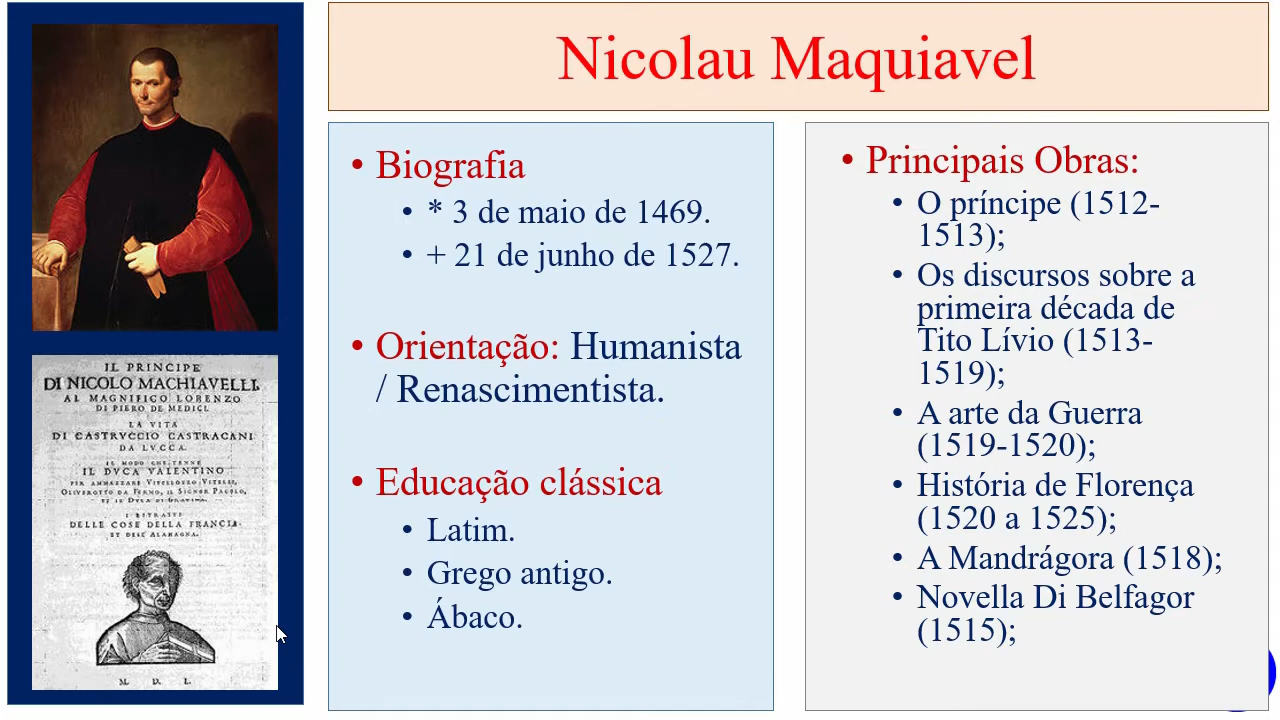 Nicolau Maquiavel
IL PRINCIPE
DI NICOLO MACHIAVELLI.
AL MAGNIFICO LORENZO
DI PIERO DE MEDICI.
LA VITA
DI CASTRVCCIO CASTRACANI
DA LVCCA.
IL MODO CHE TENNE
IL DVCA VALENTINO
PER AMMAZZARE VITELLOZZO VITELLI,
OLIVEROTTO DA FERMO, IL SIGNOR PAGOLO,
ET IL DVCA DI GRAVINA.
I RITRATTI
DELLE COSE DELLA FRANCIA.
M. D. L.
• Biografia
• * 3 de maio de 1469.
• + 21 de junho de 1527.
• Orientação: Humanista
/ Renascimentista.
• Educação clássica
• Latim.
• Grego antigo.
• Ábaco.
• Principais Obras:
• O príncipe (1512-
1513);
• Os discursos sobre a
primeira década de
Tito Lívio (1513-
1519);
• A arte da Guerra
(1519-1520);
• História de Florença
(1520 a 1525);
• A Mandrágora (1518);
• Novella Di Belfagor
(1515);